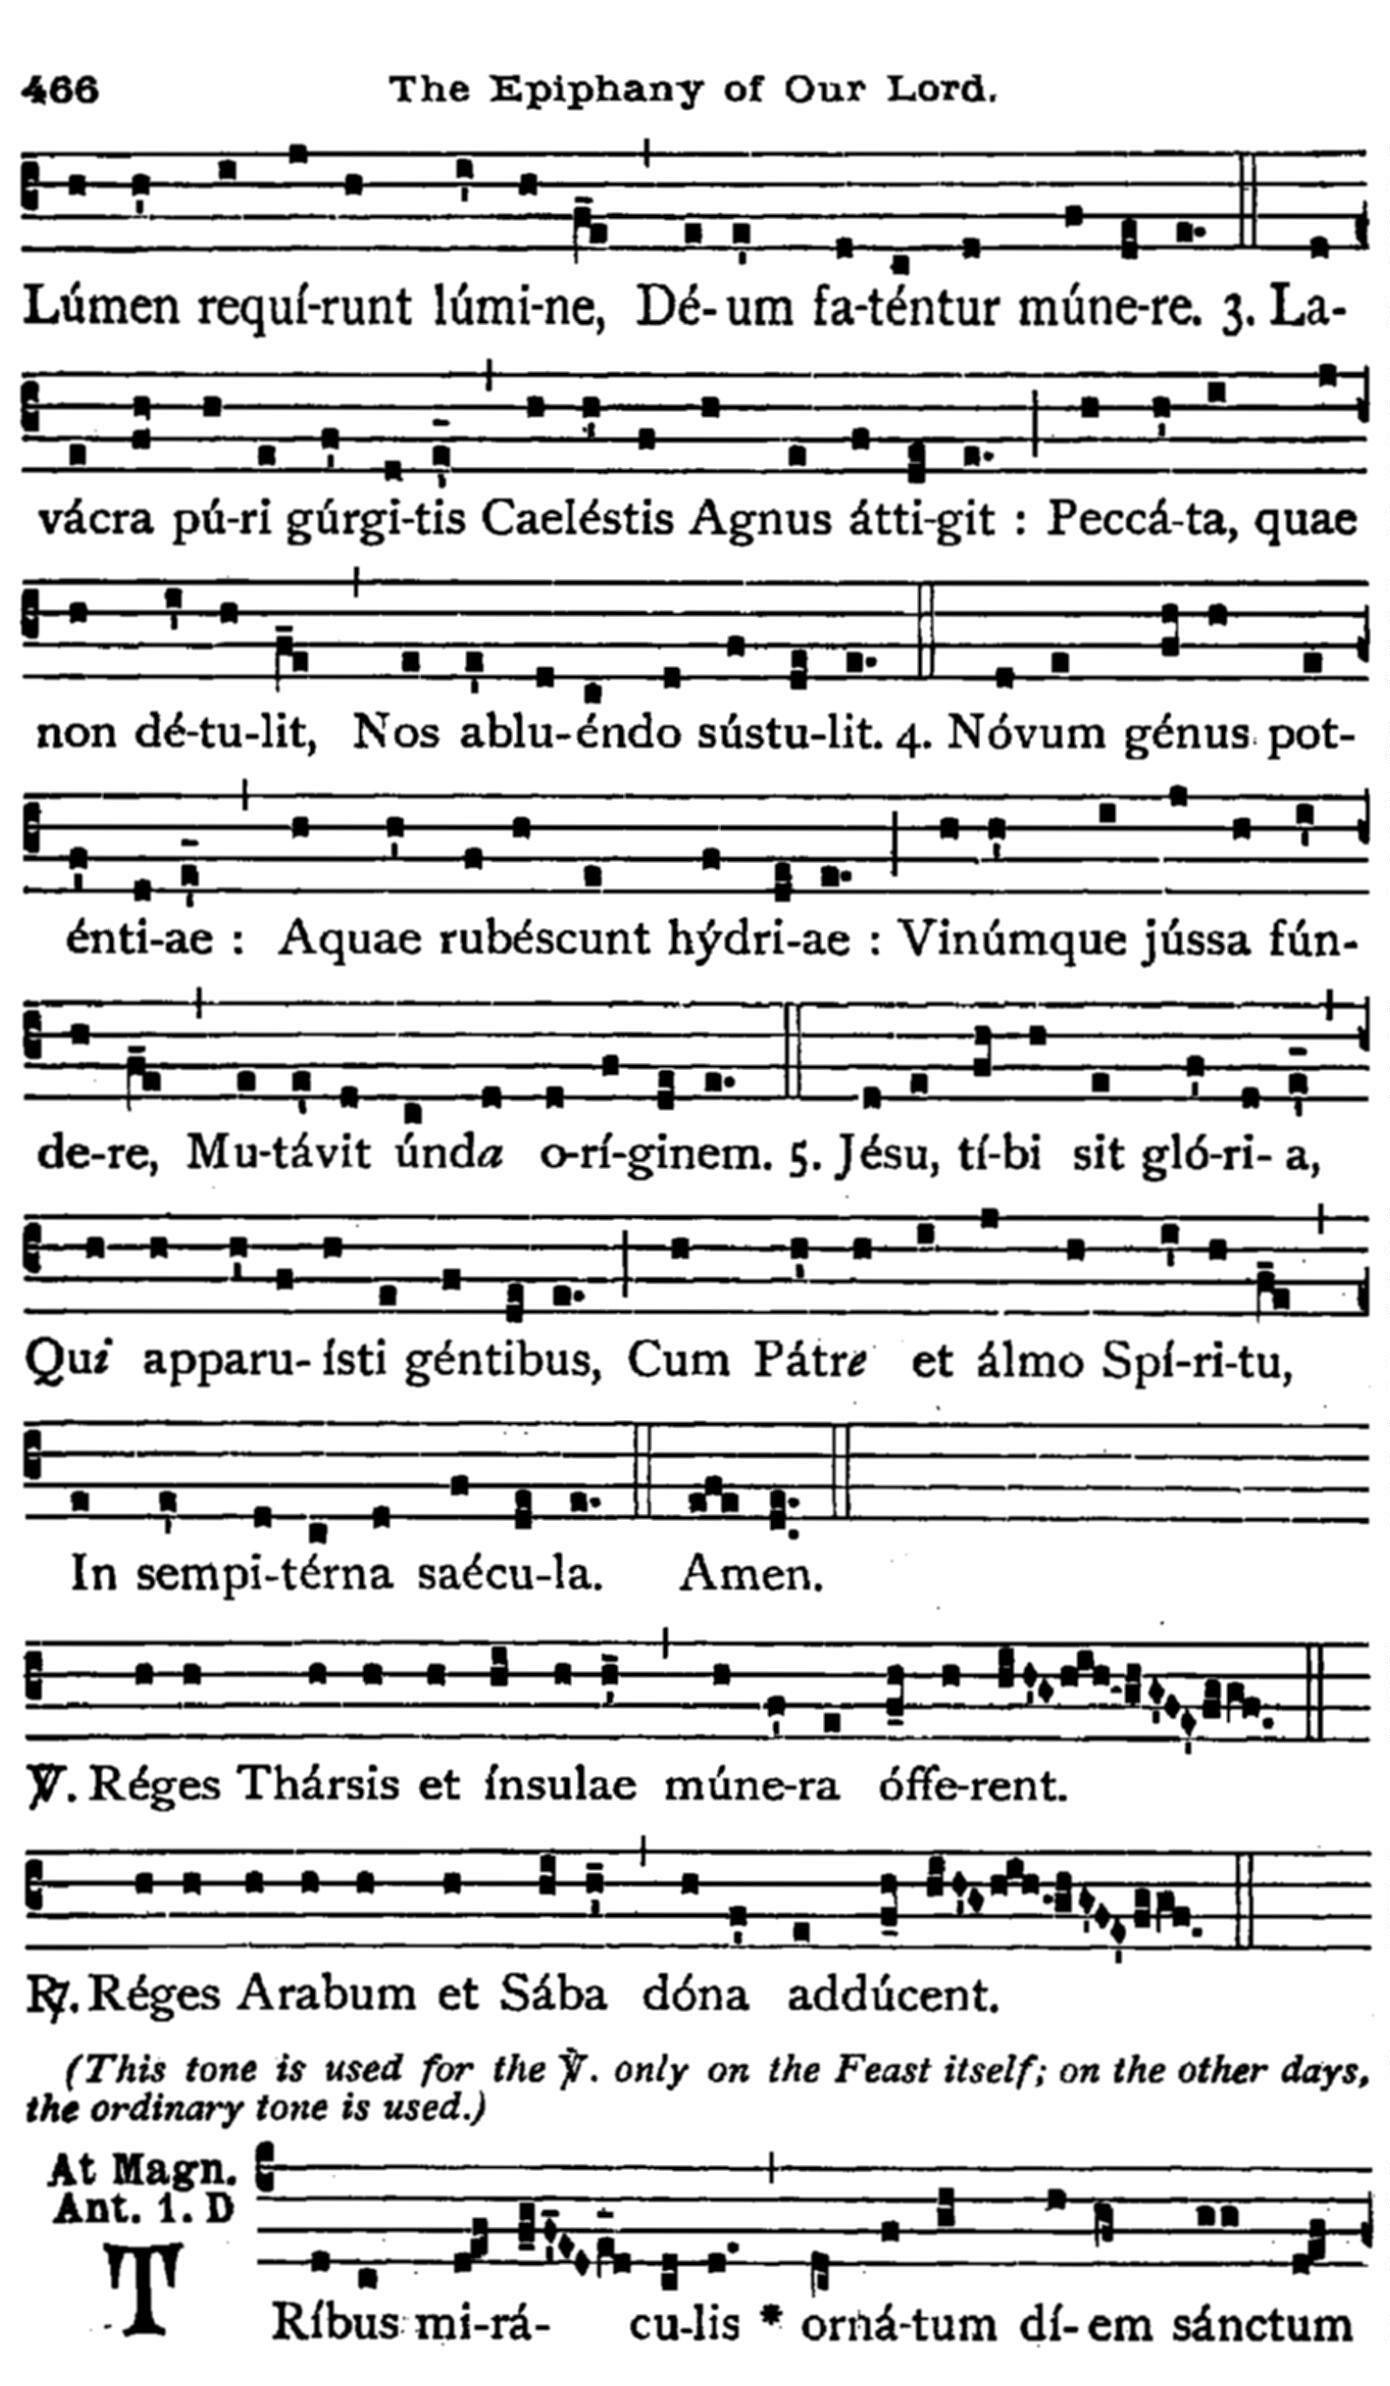 466 The Epiphany of Our Lord.
Lúmen requí-runt lúmi-ne, Dé-um fa-téntur múne-re. 3. La-
vácra pú-ri gúrgi-tis Caeléstis Agnus átti-git : Peccá-ta, quae
non dé-tu-lit, Nos ablu-éndo sústu-lit. 4. Nóvum génus pot-
énti-ae : Aquae rubéscunt hýdri-ae : Vinúmque jússa fún-
de-re, Mu-távit únda o-rí-ginem. 5. Jésu, tí-bi sit gló-ri- a,
Qui apparu- ísti géntibus, Cum Pátre et álmo Spí-ri-tu,
In sempi-térna saécu-la. Amen.
℣. Réges Thársis et ínsulae múne-ra óffe-rent.
℟. Réges Arabum et Sába dóna addúcent.
(This tone is used for the ℣. only on the Feast itself; on the other days,
the ordinary tone is used.)
At Magn.
Ant. 1. D
TRíbus mi-rá- cu-lis * orná-tum dí-em sánctum